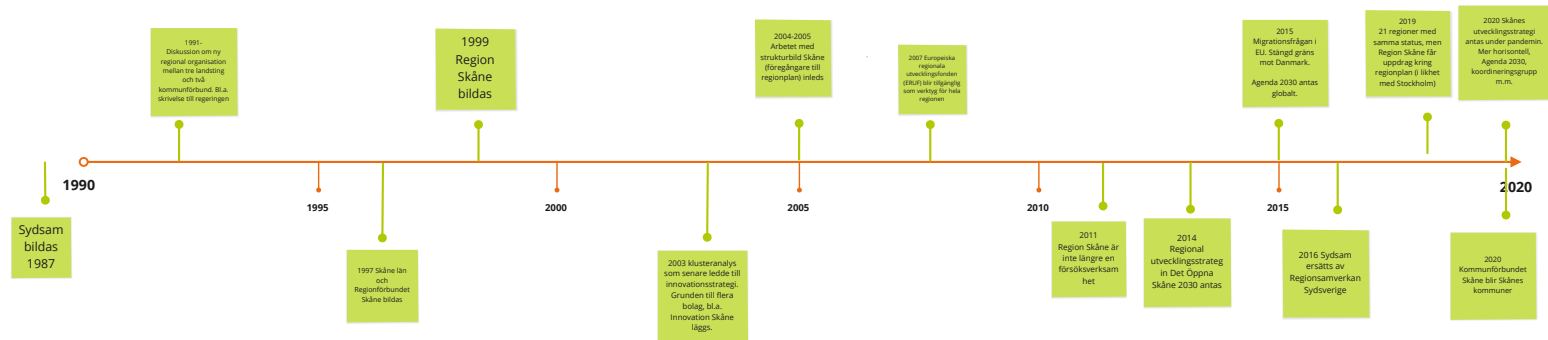 1991-
Diskussion om ny
regional organisation
mellan tre landsting
och två
kommunförbund. Bl.a.
skrivelse till regeringen
1999
Region
Skåne
bildas
2004-2005
Arbetet med
strukturbild Skåne
(föregångare till
regionplan) inleds
2007 Europeiska
regionala
utvecklingsfonden
(ERUF) blir tillgänglig
som verktyg för hela
regionen
2015
Migrationsfrågan i
EU. Stängd gräns
mot Danmark.
Agenda 2030 antas
globalt.
2019
21 regioner med
samma status, men
Region Skåne får
uppdrag kring
regionplan (i likhet
med Stockholm)
2020 Skånes
utvecklingsstrategi
antas under pandemin.
Mer horisontell,
Agenda 2030,
koordineringsgrupp
m.m.
1990
1995
2000
2005
2010
2015
2020
Sydsam
bildas
1987
1997 Skåne län
och
Regionförbundet
Skåne bildas
2003 klusteranalys
som senare ledde till
innovationsstrategi.
Grunden till flera
bolag, bl.a.
Innovation Skåne
läggs.
2011
Region Skåne är
inte längre en
försöksverksam
het
2014
Regional
utvecklingsstrateg
in Det Öppna
Skåne 2030 antas
2016 Sydsam
ersätts av
Regionsamverkan
Sydsverige
2020
Kommunförbundet
Skåne blir Skånes
kommuner